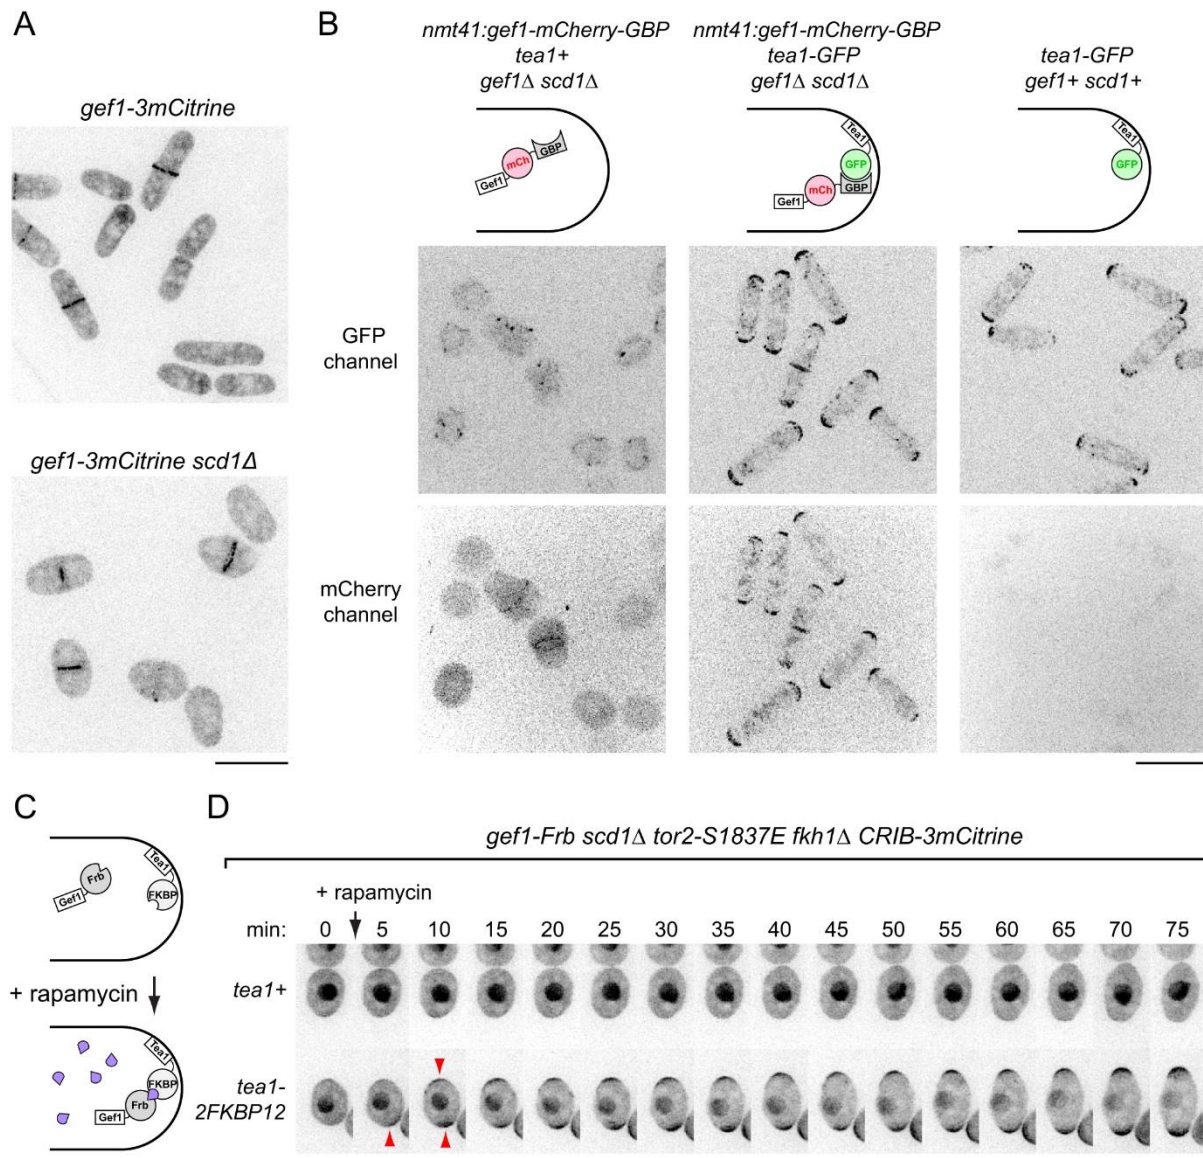 A
gef1-3mCitrine
gef1-3mCitrine scd1Δ
B
nmt41:gef1-mCherry-GBP
tea1+
gef1Δ scd1Δ
nmt41:gef1-mCherry-GBP
tea1-GFP
gef1Δ scd1Δ
tea1-GFP
gef1+ scd1+
Gef1
mCh
GBP
Tea1
GFP
Gef1
mCh
GBP
Tea1
GFP
GFP
channel
mCherry
channel
C
Tea1
Frb
FKBP
Gef1
+ rapamycin
Tea1
FKBP
Frb
Gef1
D
gef1-Frb scd1Δ tor2-S1837E fkh1Δ CRIB-3mCitrine
+ rapamycin
min: 0 5 10 15 20 25 30 35 40 45 50 55 60 65 70 75
tea1+
tea1-
2FKBP12